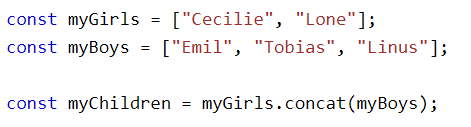 const myGirls = ["Cecilie", "Lone"];
const myBoys = ["Emil", "Tobias", "Linus"];
const myChildren = myGirls.concat(myBoys);